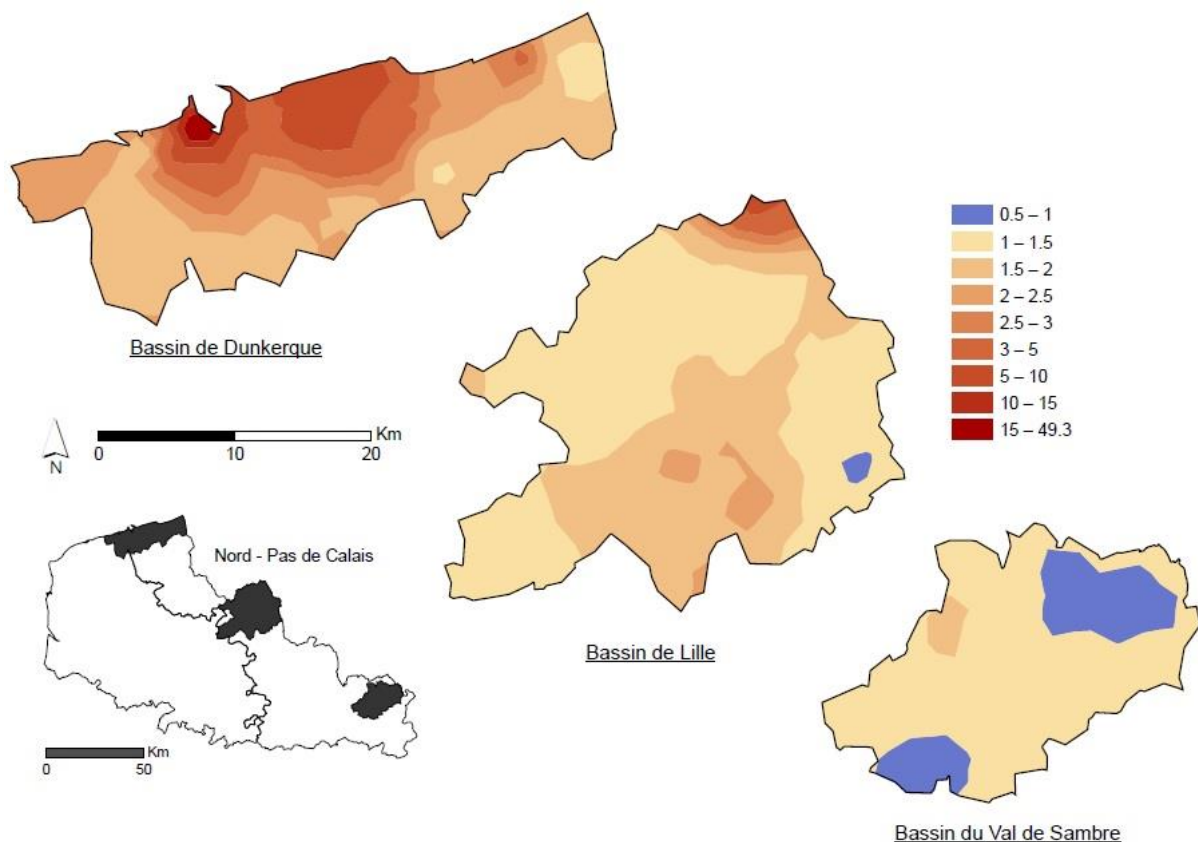 Bassin de Dunkerque
0.5 – 1
1 – 1.5
1.5 – 2
2 – 2.5
2.5 – 3
3 – 5
5 – 10
10 – 15
15 – 49.3
N
Km
0 10 20
Nord - Pas de Calais
Km
0 50
Bassin de Lille
Bassin du Val de Sambre